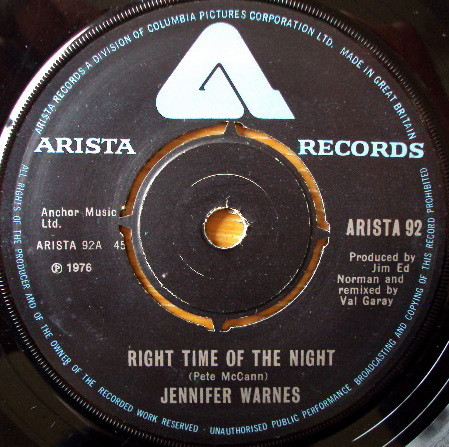 ARISTA RECORDS A DIVISION OF COLUMBIA PICTURES CORPORATION LTD. MADE IN GREAT BRITAIN
ARISTA RECORDS
Anchor Music Ltd.
ARISTA 92A 45
℗ 1976
ARISTA 92
Produced by
Jim Ed
Norman and
remixed by
Val Garay
RIGHT TIME OF THE NIGHT
(Pete McCann)
JENNIFER WARNES
ALL RIGHTS OF THE PRODUCER AND OF THE OWNER OF THE RECORDED WORK RESERVED · UNAUTHORISED PUBLIC PERFORMANCE BROADCASTING AND COPYING OF THIS RECORD PROHIBITED